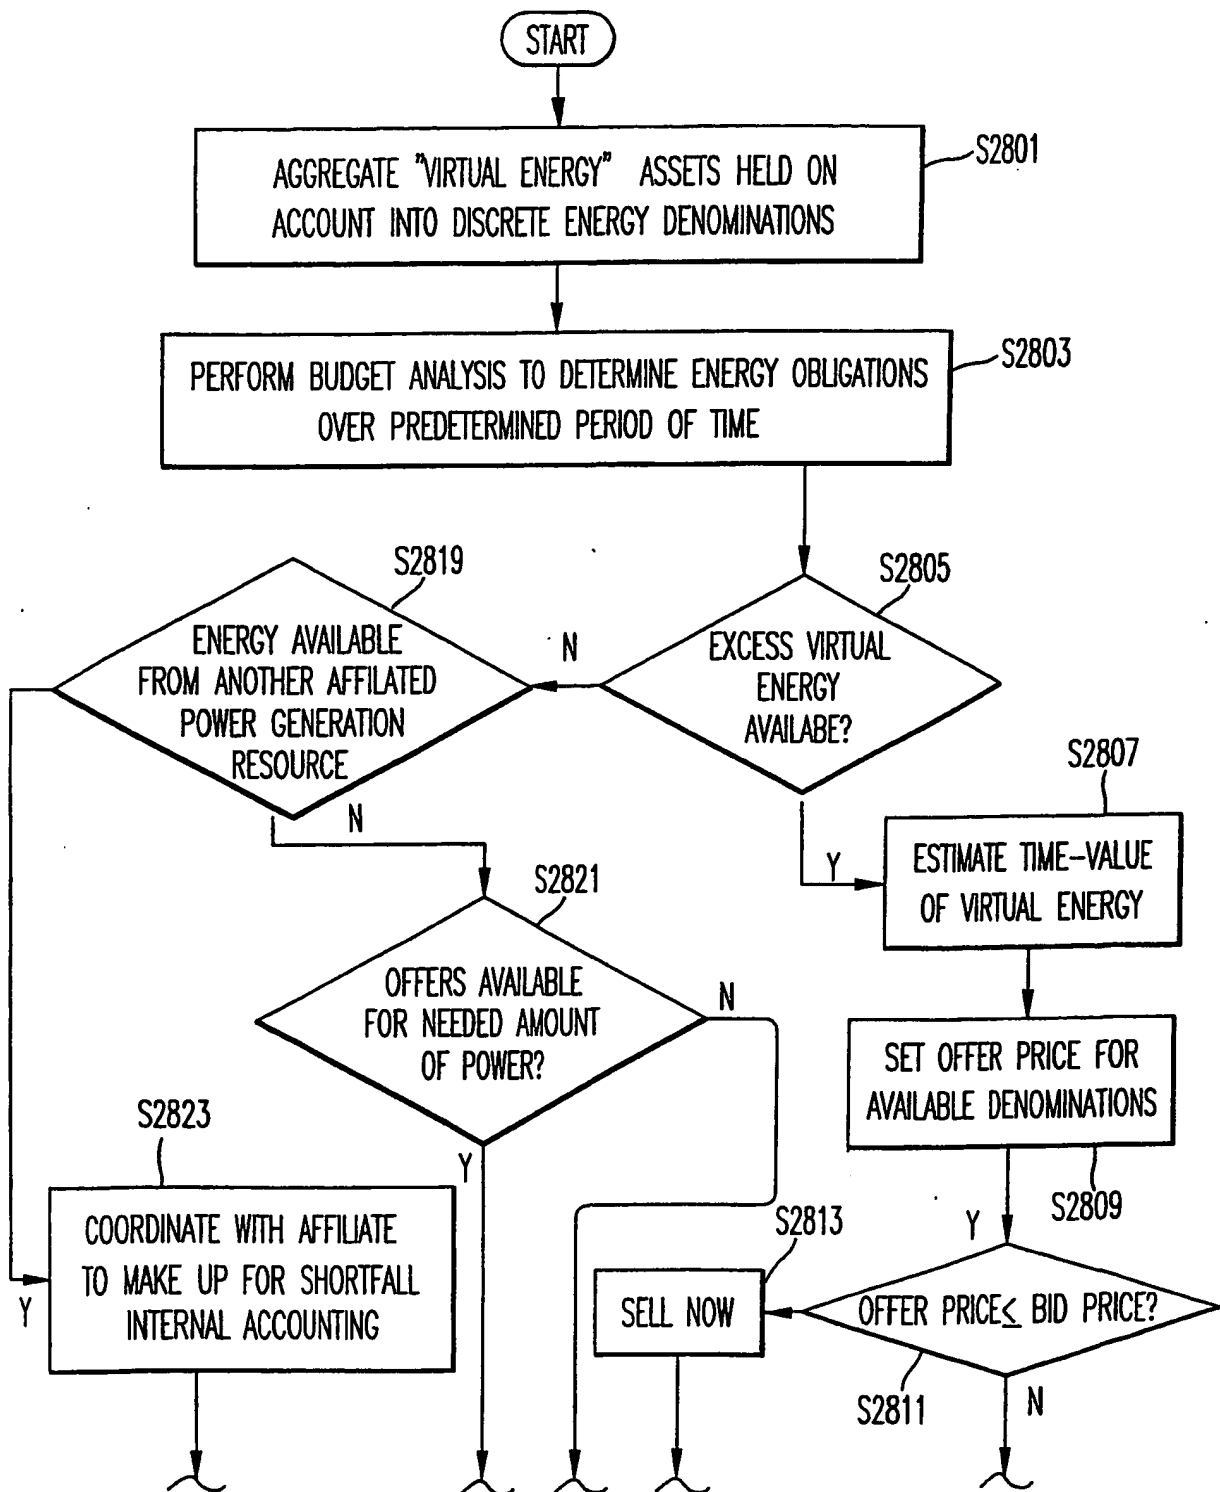 START
S2801
AGGREGATE "VIRTUAL ENERGY" ASSETS HELD ON
ACCOUNT INTO DISCRETE ENERGY DENOMINATIONS
S2803
PERFORM BUDGET ANALYSIS TO DETERMINE ENERGY OBLIGATIONS
OVER PREDETERMINED PERIOD OF TIME
S2819
ENERGY AVAILABLE
FROM ANOTHER AFFILATED
POWER GENERATION
RESOURCE
N
S2805
EXCESS VIRTUAL
ENERGY
AVAILABE?
N
Y
S2807
ESTIMATE TIME-VALUE
OF VIRTUAL ENERGY
S2821
OFFERS AVAILABLE
FOR NEEDED AMOUNT
OF POWER?
N
Y
SET OFFER PRICE FOR
AVAILABLE DENOMINATIONS
S2809
S2823
COORDINATE WITH AFFILIATE
TO MAKE UP FOR SHORTFALL
INTERNAL ACCOUNTING
Y
S2813
SELL NOW
Y
OFFER PRICE≤ BID PRICE?
S2811
N